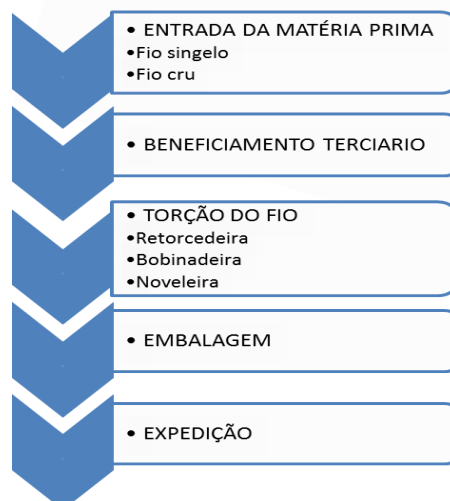 • ENTRADA DA MATÉRIA PRIMA
•Fio singelo
•Fio cru
• BENEFICIAMENTO TERCIARIO
• TORÇÃO DO FIO
•Retorcedeira
•Bobinadeira
•Noveleira
• EMBALAGEM
• EXPEDIÇÃO